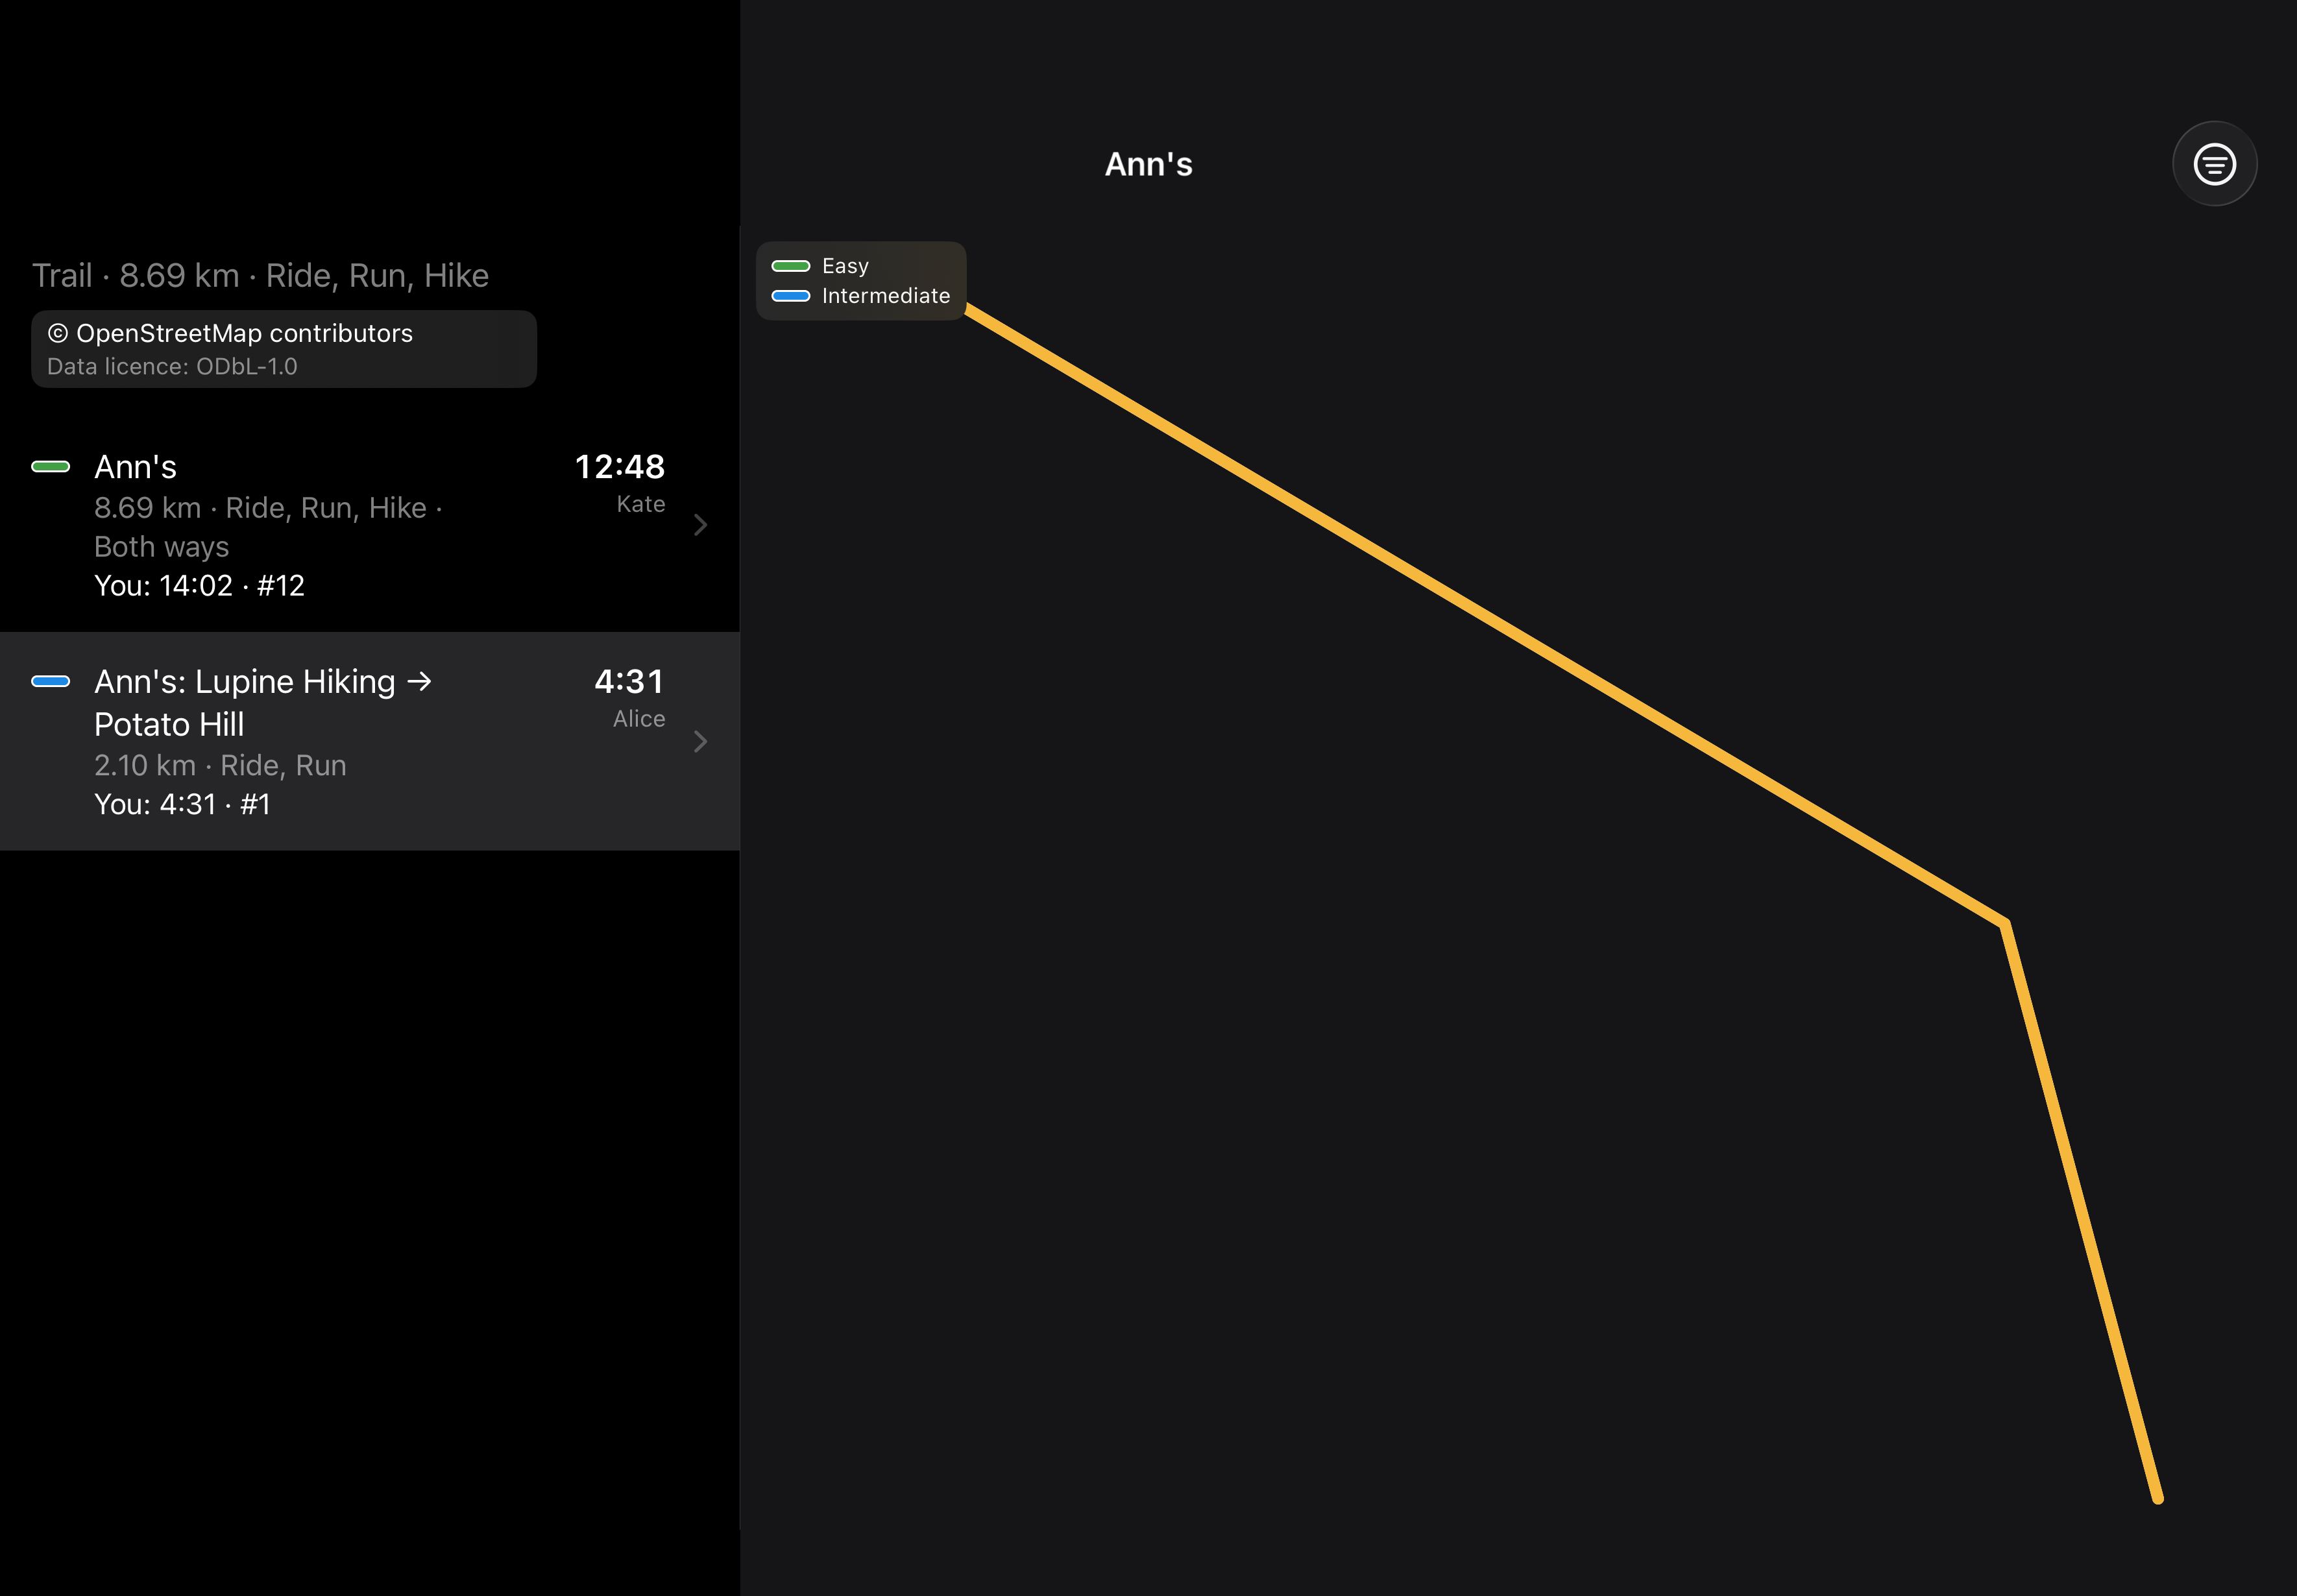 Ann's
Trail · 8.69 km · Ride, Run, Hike
© OpenStreetMap contributors
Data licence: ODbL-1.0
Ann's
12:48
8.69 km · Ride, Run, Hike ·
Kate
Both ways
You: 14:02 · #12
Ann's: Lupine Hiking →
4:31
Potato Hill
Alice
2.10 km · Ride, Run
You: 4:31 · #1
Easy
Intermediate